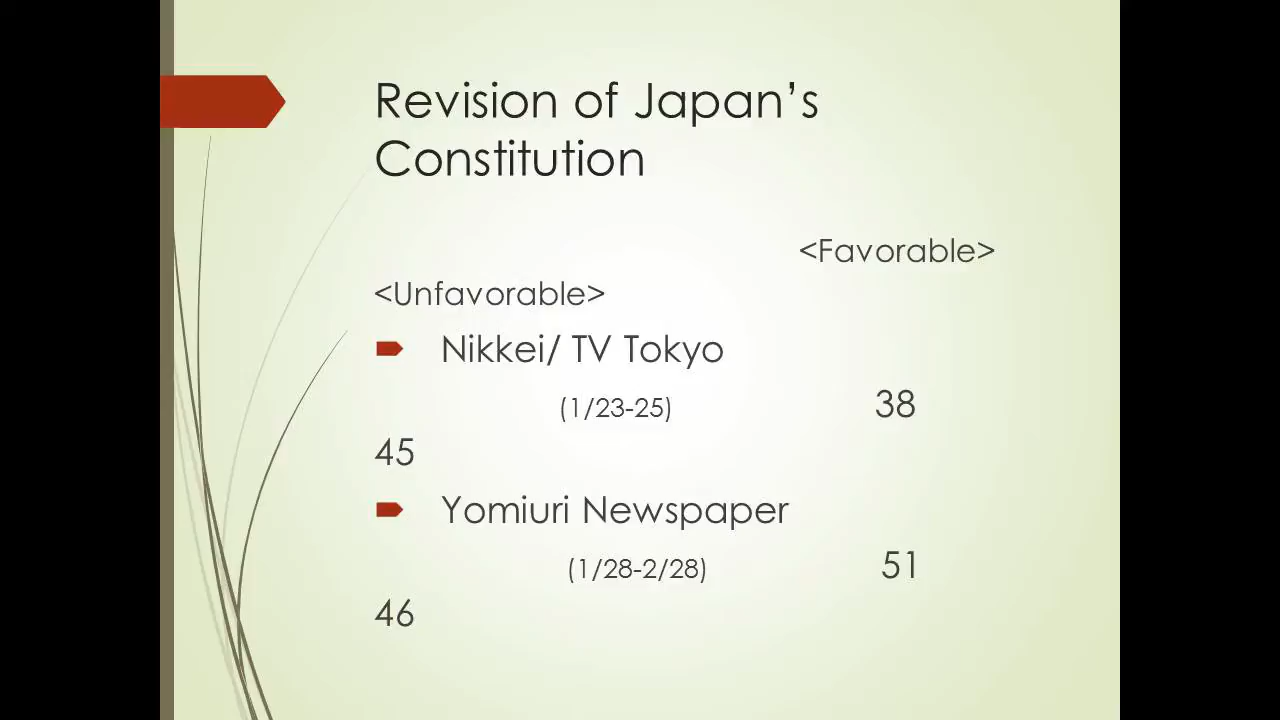 Revision of Japan's
Constitution
<Favorable>
<Unfavorable>
Nikkei/ TV Tokyo
(1/23-25) 38
45
Yomiuri Newspaper
(1/28-2/28) 51
46